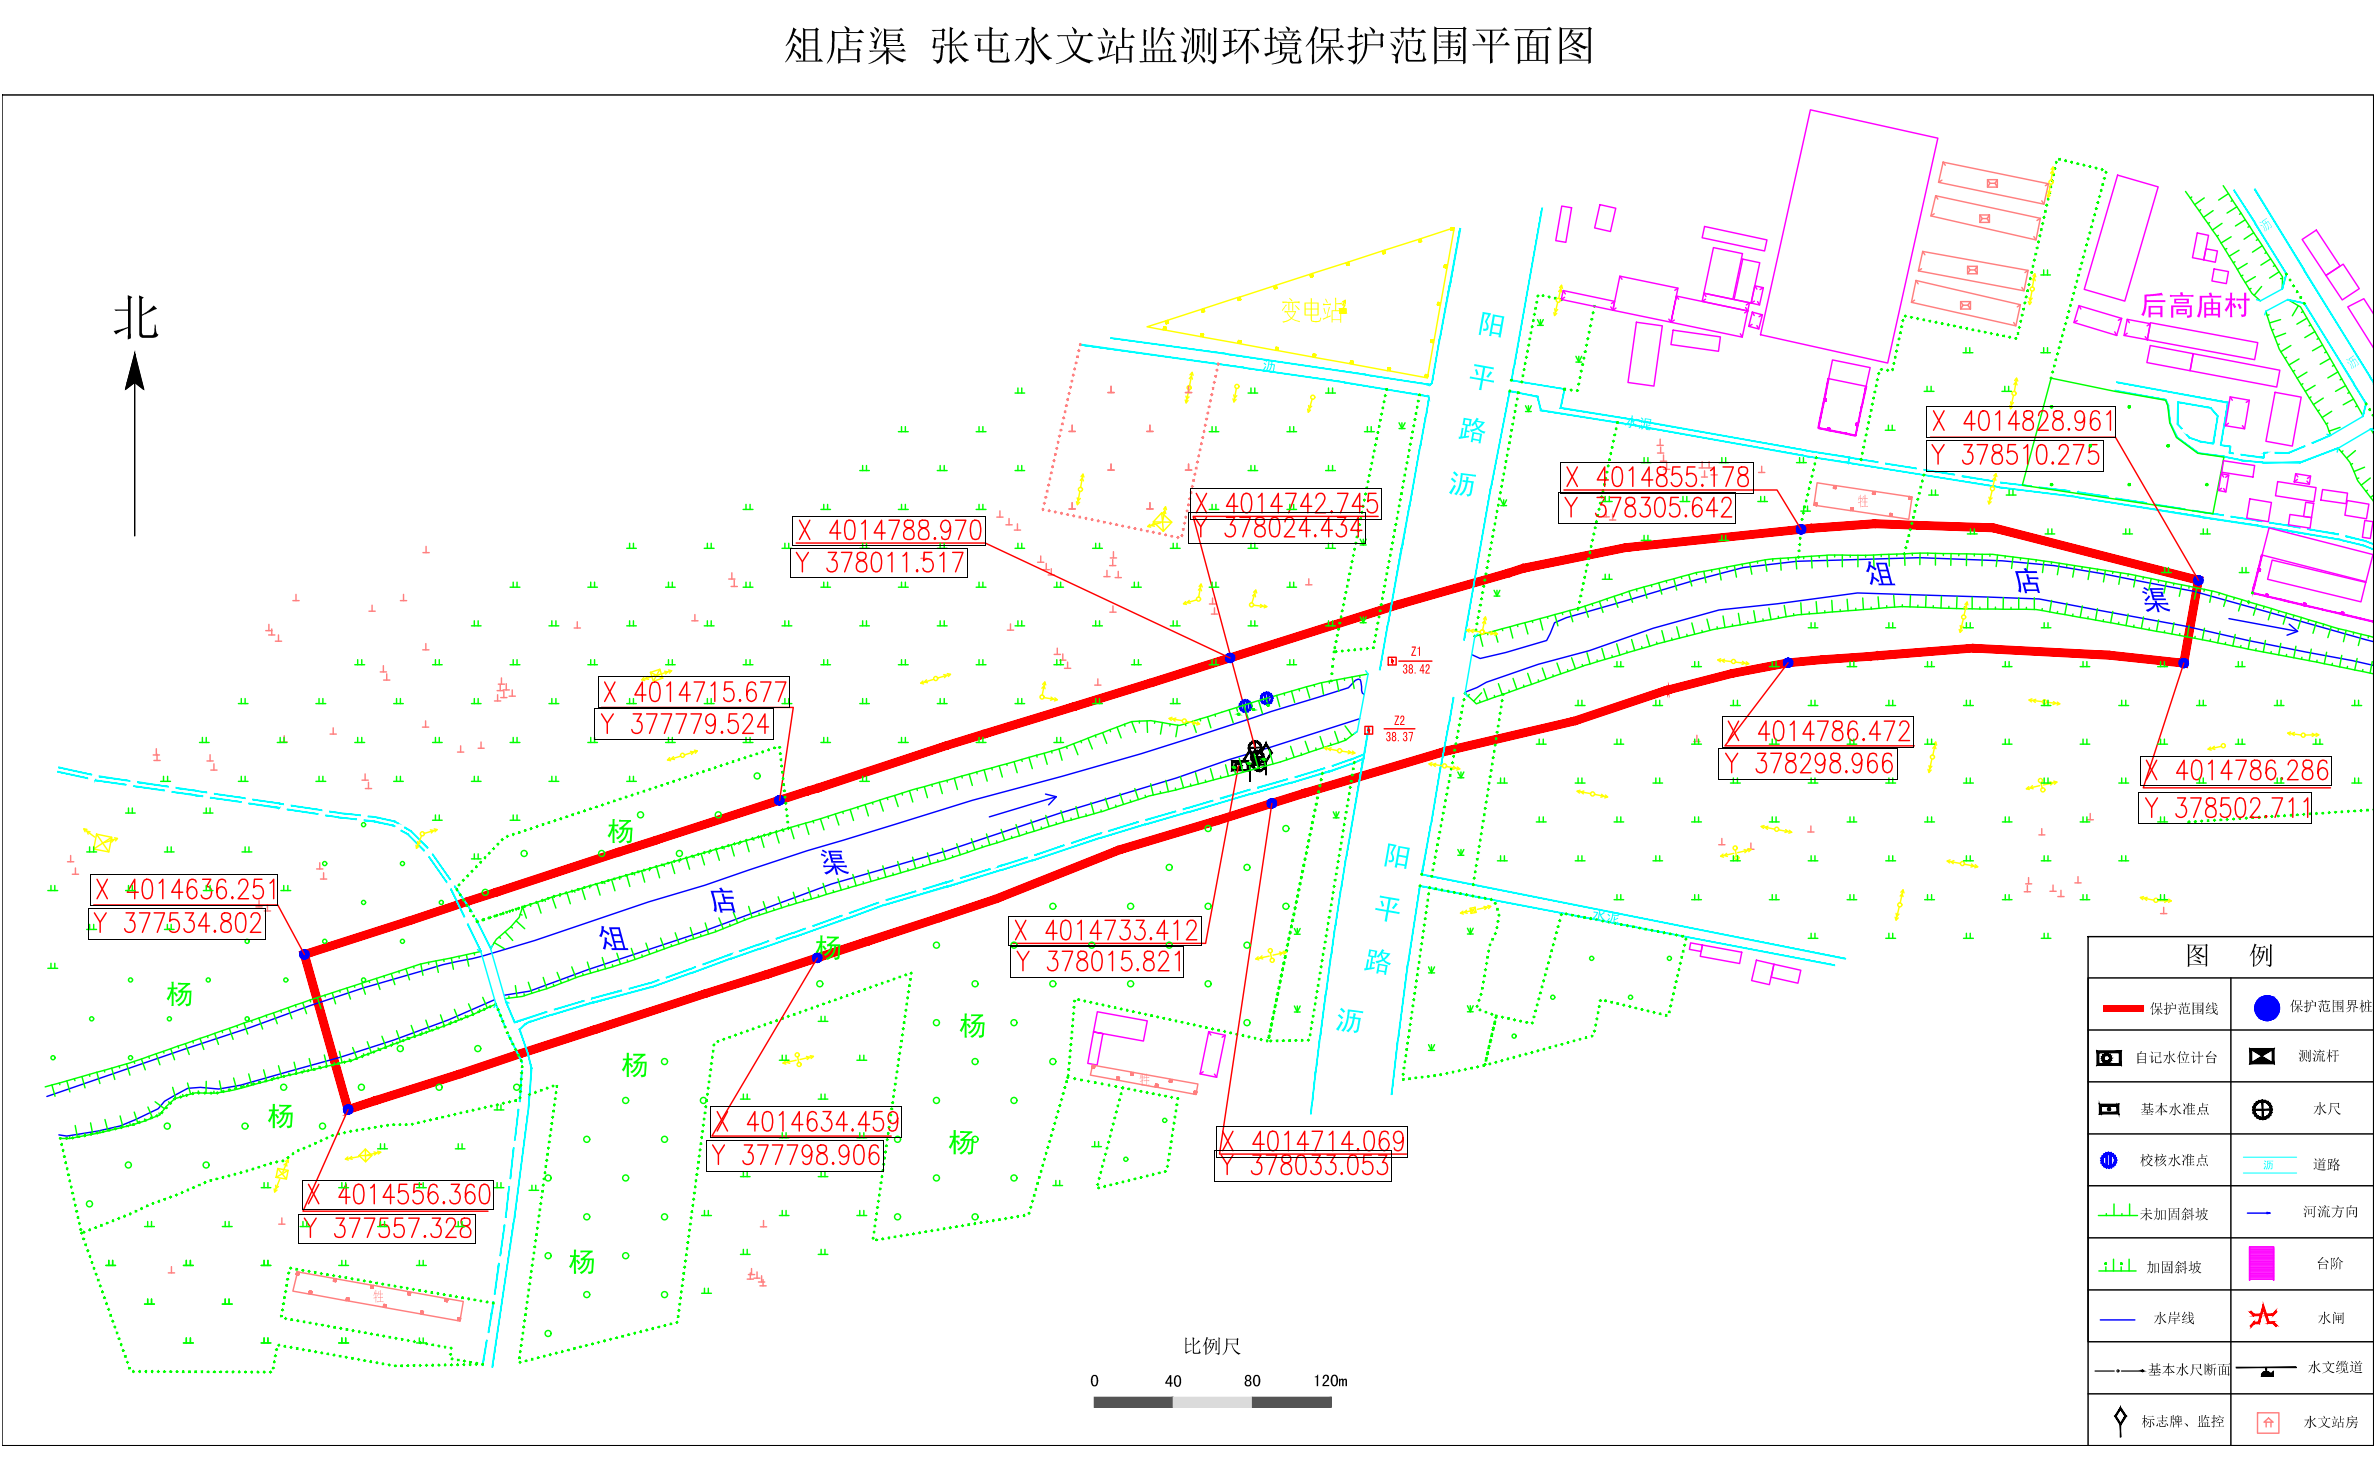 俎店渠 张屯水文站监测环境保护范围平面图
北
变电站
沥
阳
平
路
沥
后高庙村
水泥
X 4014828.961
Y 378510.275
X 4014855.178
Y 378305.642
X 4014742.745
Y 378024.434
X 4014788.970
Y 378011.517
俎
店
渠
Z1
38.42
Z2
38.37
X 4014715.677
Y 377779.524
X 4014786.472
Y 378298.966
X 4014786.286
Y 378502.711
杨
渠
店
俎
阳
平
路
沥
X 4014636.251
Y 377534.802
X 4014733.412
Y 378015.821
水泥
杨
杨
杨
杨
杨
杨
杨
X 4014634.459
Y 377798.906
X 4014714.069
Y 378033.053
X 4014556.360
Y 377557.328
比例尺
0 40 80 120m
图 例
保护范围线 保护范围界桩
自记水位计台 测流杆
基本水准点 水尺
校核水准点 沥 道路
未加固斜坡 河流方向
加固斜坡 台阶
水岸线 水闸
基本水尺断面 水文缆道
标志牌、监控 水文站房